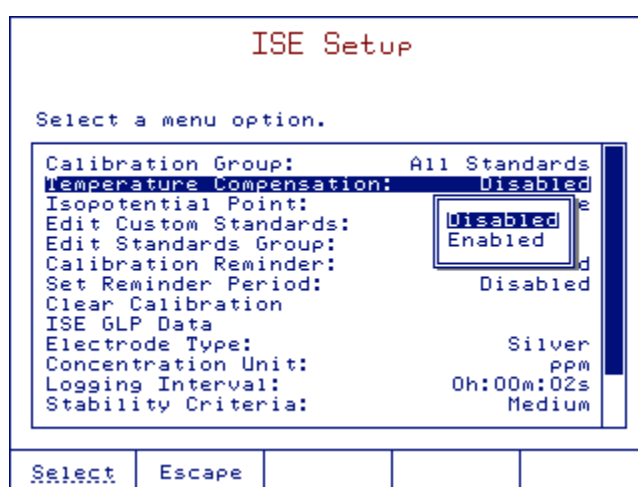 ISE Setup
Select a menu option.
Calibration Group: All Standards
Temperature Compensation: Disabled
Isopotential Point:
Edit Custom Standards:
Disabled
Edit Standards Group:
Enabled
Calibration Reminder:
Set Reminder Period: Disabled
Clear Calibration
ISE GLP Data
Electrode Type: Silver
Concentration Unit: ppm
Logging Interval: 0h:00m:02s
Stability Criteria: Medium
Select Escape